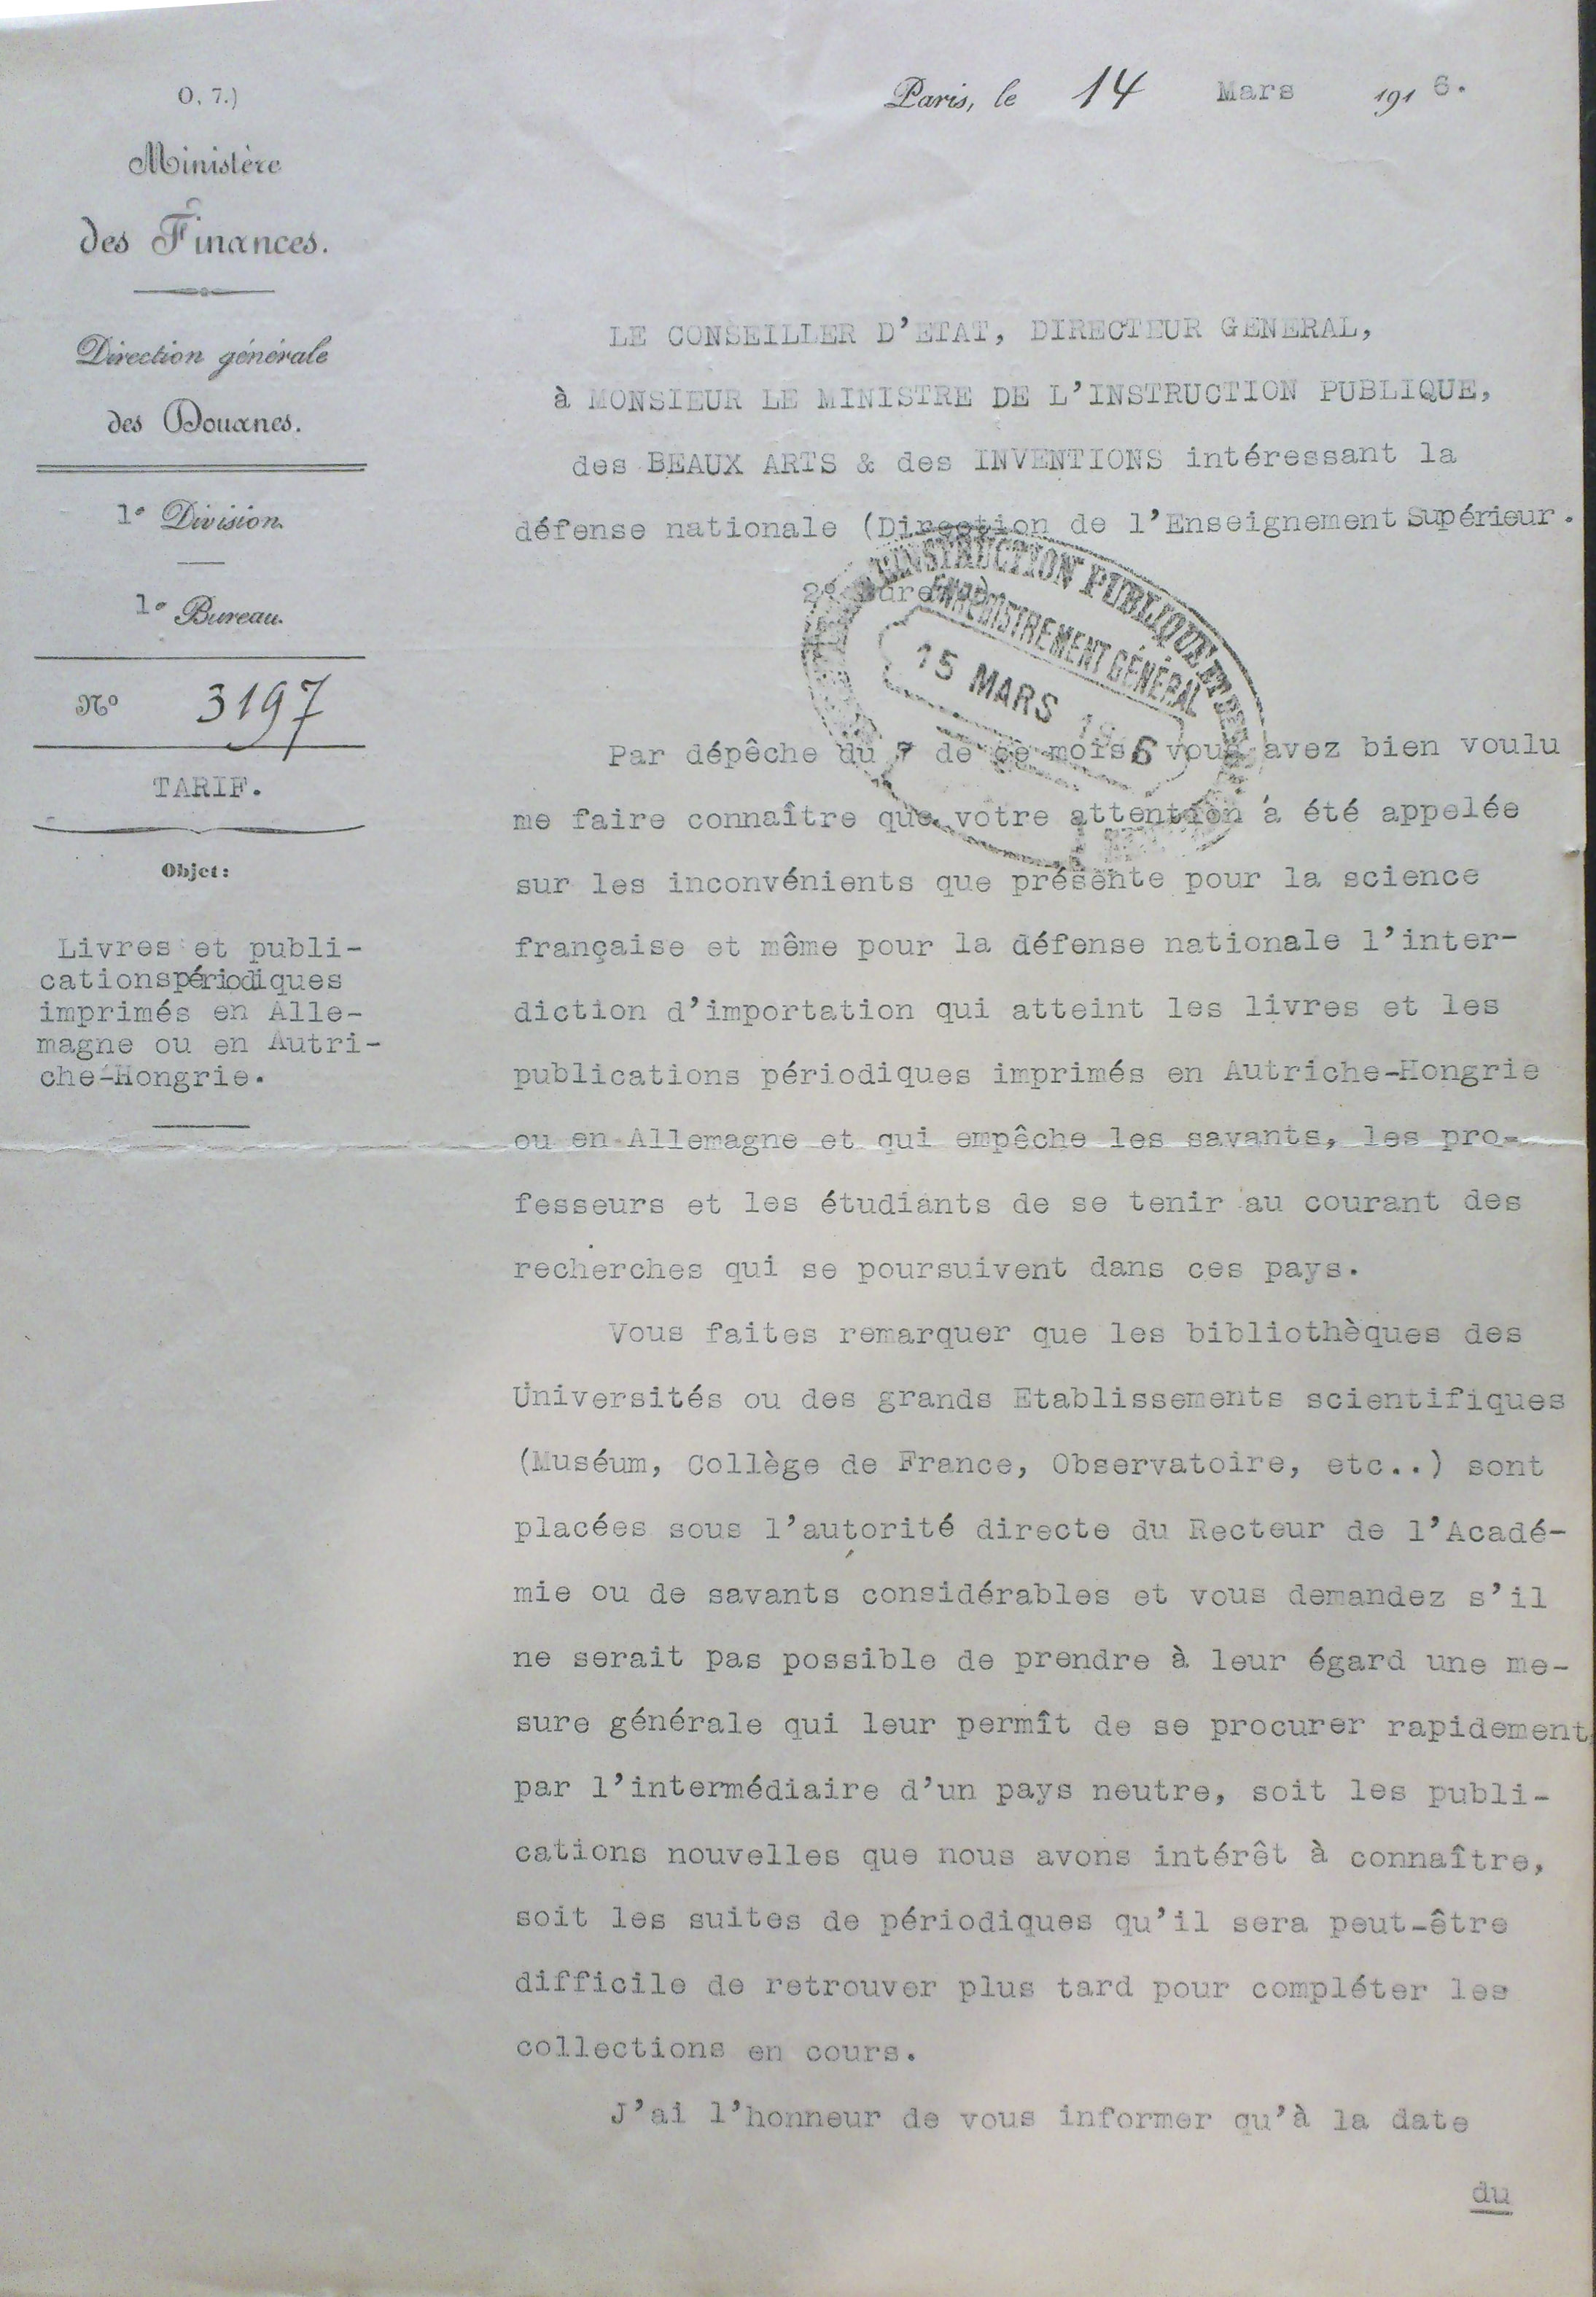 O, 7.)
Ministère
des Finances.
Direction générale
des Douanes.
1e Division.
1e Bureau.
No 3197
TARIF.
Objet:
Livres et publi-
cations périodiques
imprimés en Alle-
magne ou en Autri-
che-Hongrie.
Paris, le 14 Mars 1916.
LE CONSEILLER D'ETAT, DIRECTEUR GENERAL,
à MONSIEUR LE MINISTRE DE L'INSTRUCTION PUBLIQUE,
des BEAUX ARTS & des INVENTIONS intéressant la
défense nationale (Direction de l'Enseignement Supérieur.
2e Bureau)
INSTRUCTION PUBLIQUE ET
ENREGISTREMENT GÉNÉRAL
15 MARS 1916
Par dépêche du 7 de ce mois vous avez bien voulu
me faire connaître que votre attention a été appelée
sur les inconvénients que présente pour la science
française et même pour la défense nationale l'inter-
diction d'importation qui atteint les livres et les
publications périodiques imprimés en Autriche-Hongrie
ou en Allemagne et qui empêche les savants, les pro-
fesseurs et les étudiants de se tenir au courant des
recherches qui se poursuivent dans ces pays.
Vous faites remarquer que les bibliothèques des
Universités ou des grands Etablissements scientifiques
(Muséum, Collège de France, Observatoire, etc..) sont
placées sous l'autorité directe du Recteur de l'Acadé-
mie ou de savants considérables et vous demandez s'il
ne serait pas possible de prendre à leur égard une me-
sure générale qui leur permît de se procurer rapidement
par l'intermédiaire d'un pays neutre, soit les publi-
cations nouvelles que nous avons intérêt à connaître,
soit les suites de périodiques qu'il sera peut-être
difficile de retrouver plus tard pour compléter les
collections en cours.
J'ai l'honneur de vous informer qu'à la date
du